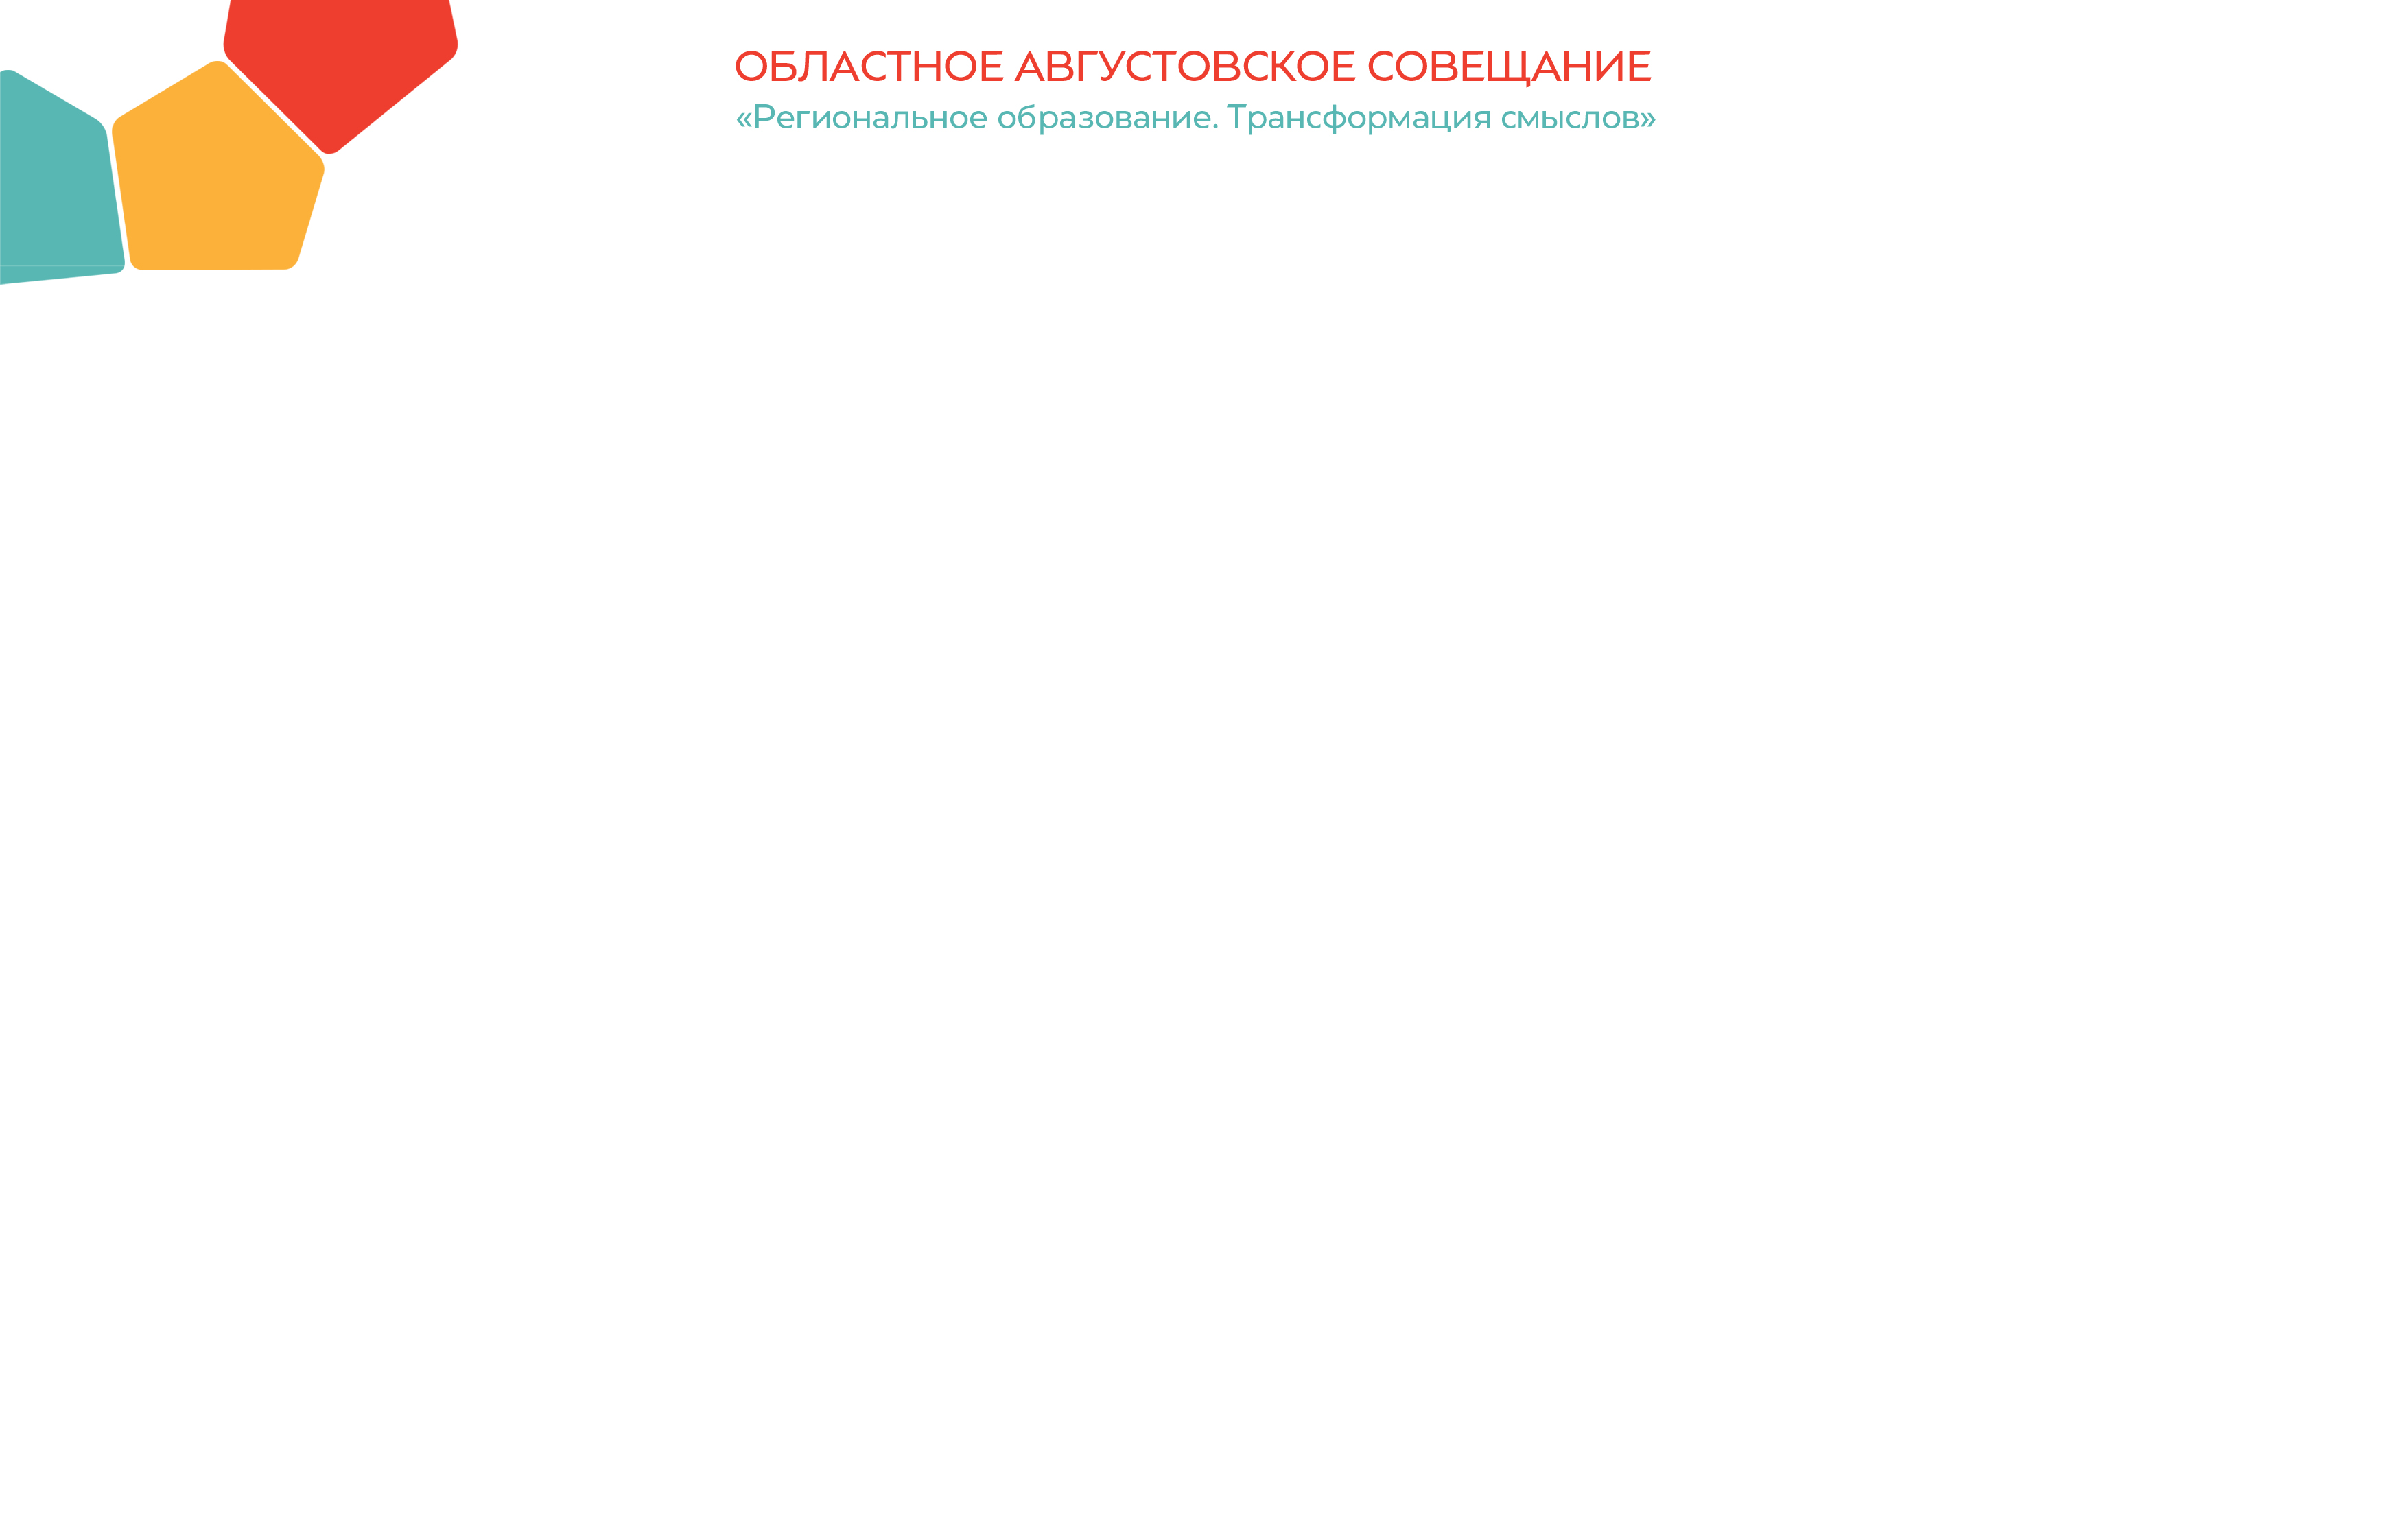 ОБЛАСТНОЕ АВГУСТОВСКОЕ СОВЕЩАНИЕ
«Региональное образование. Трансформация смыслов»